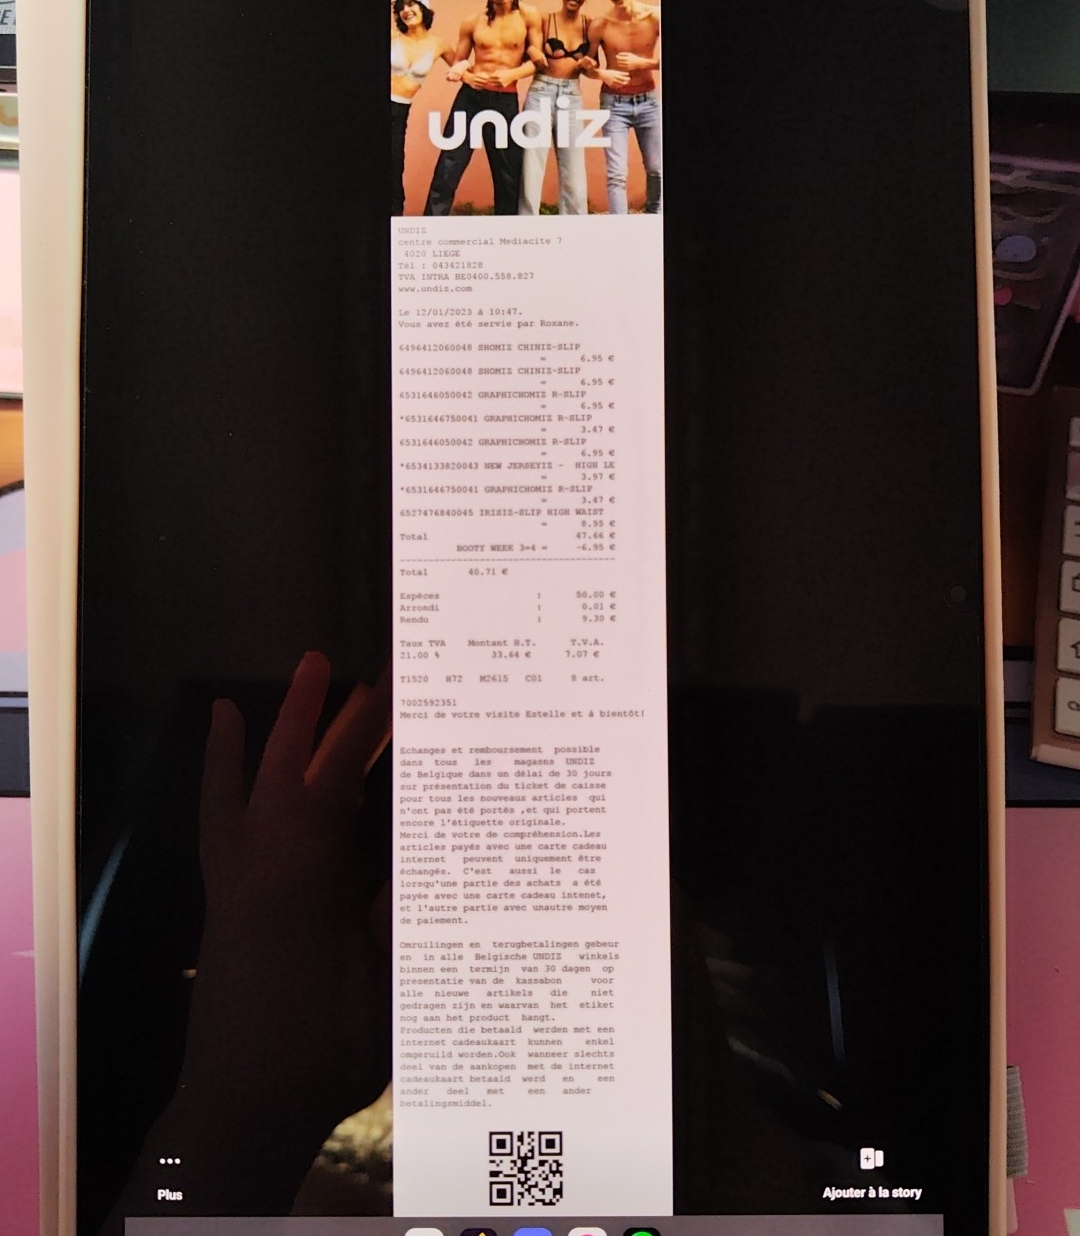 undiz
UNDIZ
centre commercial Mediacite 7
4020 LIEGE
Tel : 043421828
TVA INTRA BE0400.558.827
www.undiz.com
Le 12/01/2023 à 10:47.
Vous avez été servie par Roxane.
6496412060048 SHOMIZ CHINIZ-SLIP
= 6.95 €
6496412060048 SHOMIZ CHINIZ-SLIP
= 6.95 €
6531646050042 GRAPHICHOMIZ R-SLIP
= 6.95 €
*6531646750041 GRAPHICHOMIZ R-SLIP
= 3.47 €
6531646050042 GRAPHICHOMIZ R-SLIP
= 6.95 €
*6534133820043 NEW JERSEYIZ - HIGH LE
= 3.97 €
*6531646750041 GRAPHICHOMIZ R-SLIP
= 3.47 €
6527476840045 IRISIZ-SLIP HIGH WAIST
= 8.95 €
Total 47.66 €
BOOTY WEEK 3=4 = -6.95 €
Total 40.71 €
Espèces : 50.00 €
Arrondi : 0.01 €
Rendu : 9.30 €
Taux TVA Montant H.T. T.V.A.
21.00 % 33.64 € 7.07 €
T1520 H72 M2615 C01 8 art.
7002592351
Merci de votre visite Estelle et à bientôt!
Echanges et remboursement possible
dans tous les magasns UNDIZ
de Belgique dans un délai de 30 jours
sur présentation du ticket de caisse
pour tous les nouveaux articles qui
n'ont pas été portés ,et qui portent
encore l'étiquette originale.
Merci de votre de compréhension.Les
articles payés avec une carte cadeau
internet peuvent uniquement être
échangés. C'est aussi le cas
lorsqu'une partie des achats a été
payée avec une carte cadeau intenet,
et l'autre partie avec unautre moyen
de paiement.
Omruilingen en terugbetalingen gebeur
en in alle Belgische UNDIZ winkels
binnen een termijn van 30 dagen op
presentatie van de kassabon voor
alle nieuwe artikels die niet
gedragen zijn en waarvan het etiket
nog aan het product hangt.
Producten die betaald werden met een
internet cadeaukaart kunnen enkel
omgeruild worden.Ook wanneer slechts
deel van de aankopen met de internet
cadeaukaart betaald werd en een
ander deel met een ander
betalingsmiddel.
Plus
Ajouter à la story